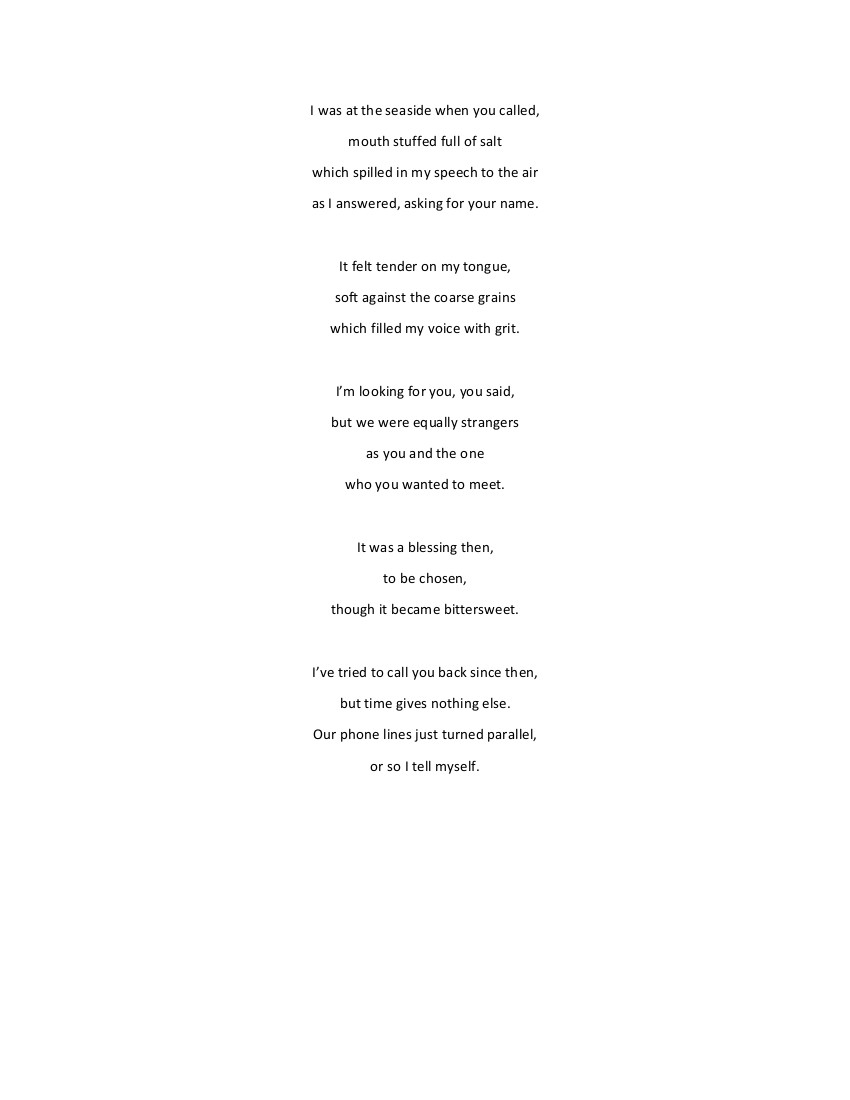 I was at the seaside when you called,
mouth stuffed full of salt
which spilled in my speech to the air
as I answered, asking for your name.
It felt tender on my tongue,
soft against the coarse grains
which filled my voice with grit.
I’m looking for you, you said,
but we were equally strangers
as you and the one
who you wanted to meet.
It was a blessing then,
to be chosen,
though it became bittersweet.
I’ve tried to call you back since then,
but time gives nothing else.
Our phone lines just turned parallel,
or so I tell myself.